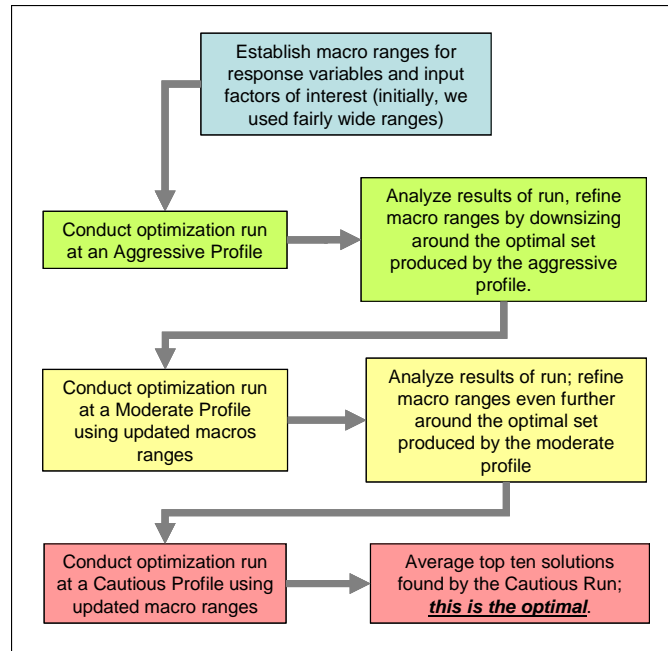 Establish macro ranges for
response variables and input
factors of interest (initially, we
used fairly wide ranges)
Conduct optimization run
at an Aggressive Profile
Analyze results of run, refine
macro ranges by downsizing
around the optimal set
produced by the aggressive
profile.
Conduct optimization run
at a Moderate Profile
using updated macros
ranges
Analyze results of run; refine
macro ranges even further
around the optimal set
produced by the moderate
profile
Conduct optimization run
at a Cautious Profile using
updated macro ranges
Average top ten solutions
found by the Cautious Run;
this is the optimal.